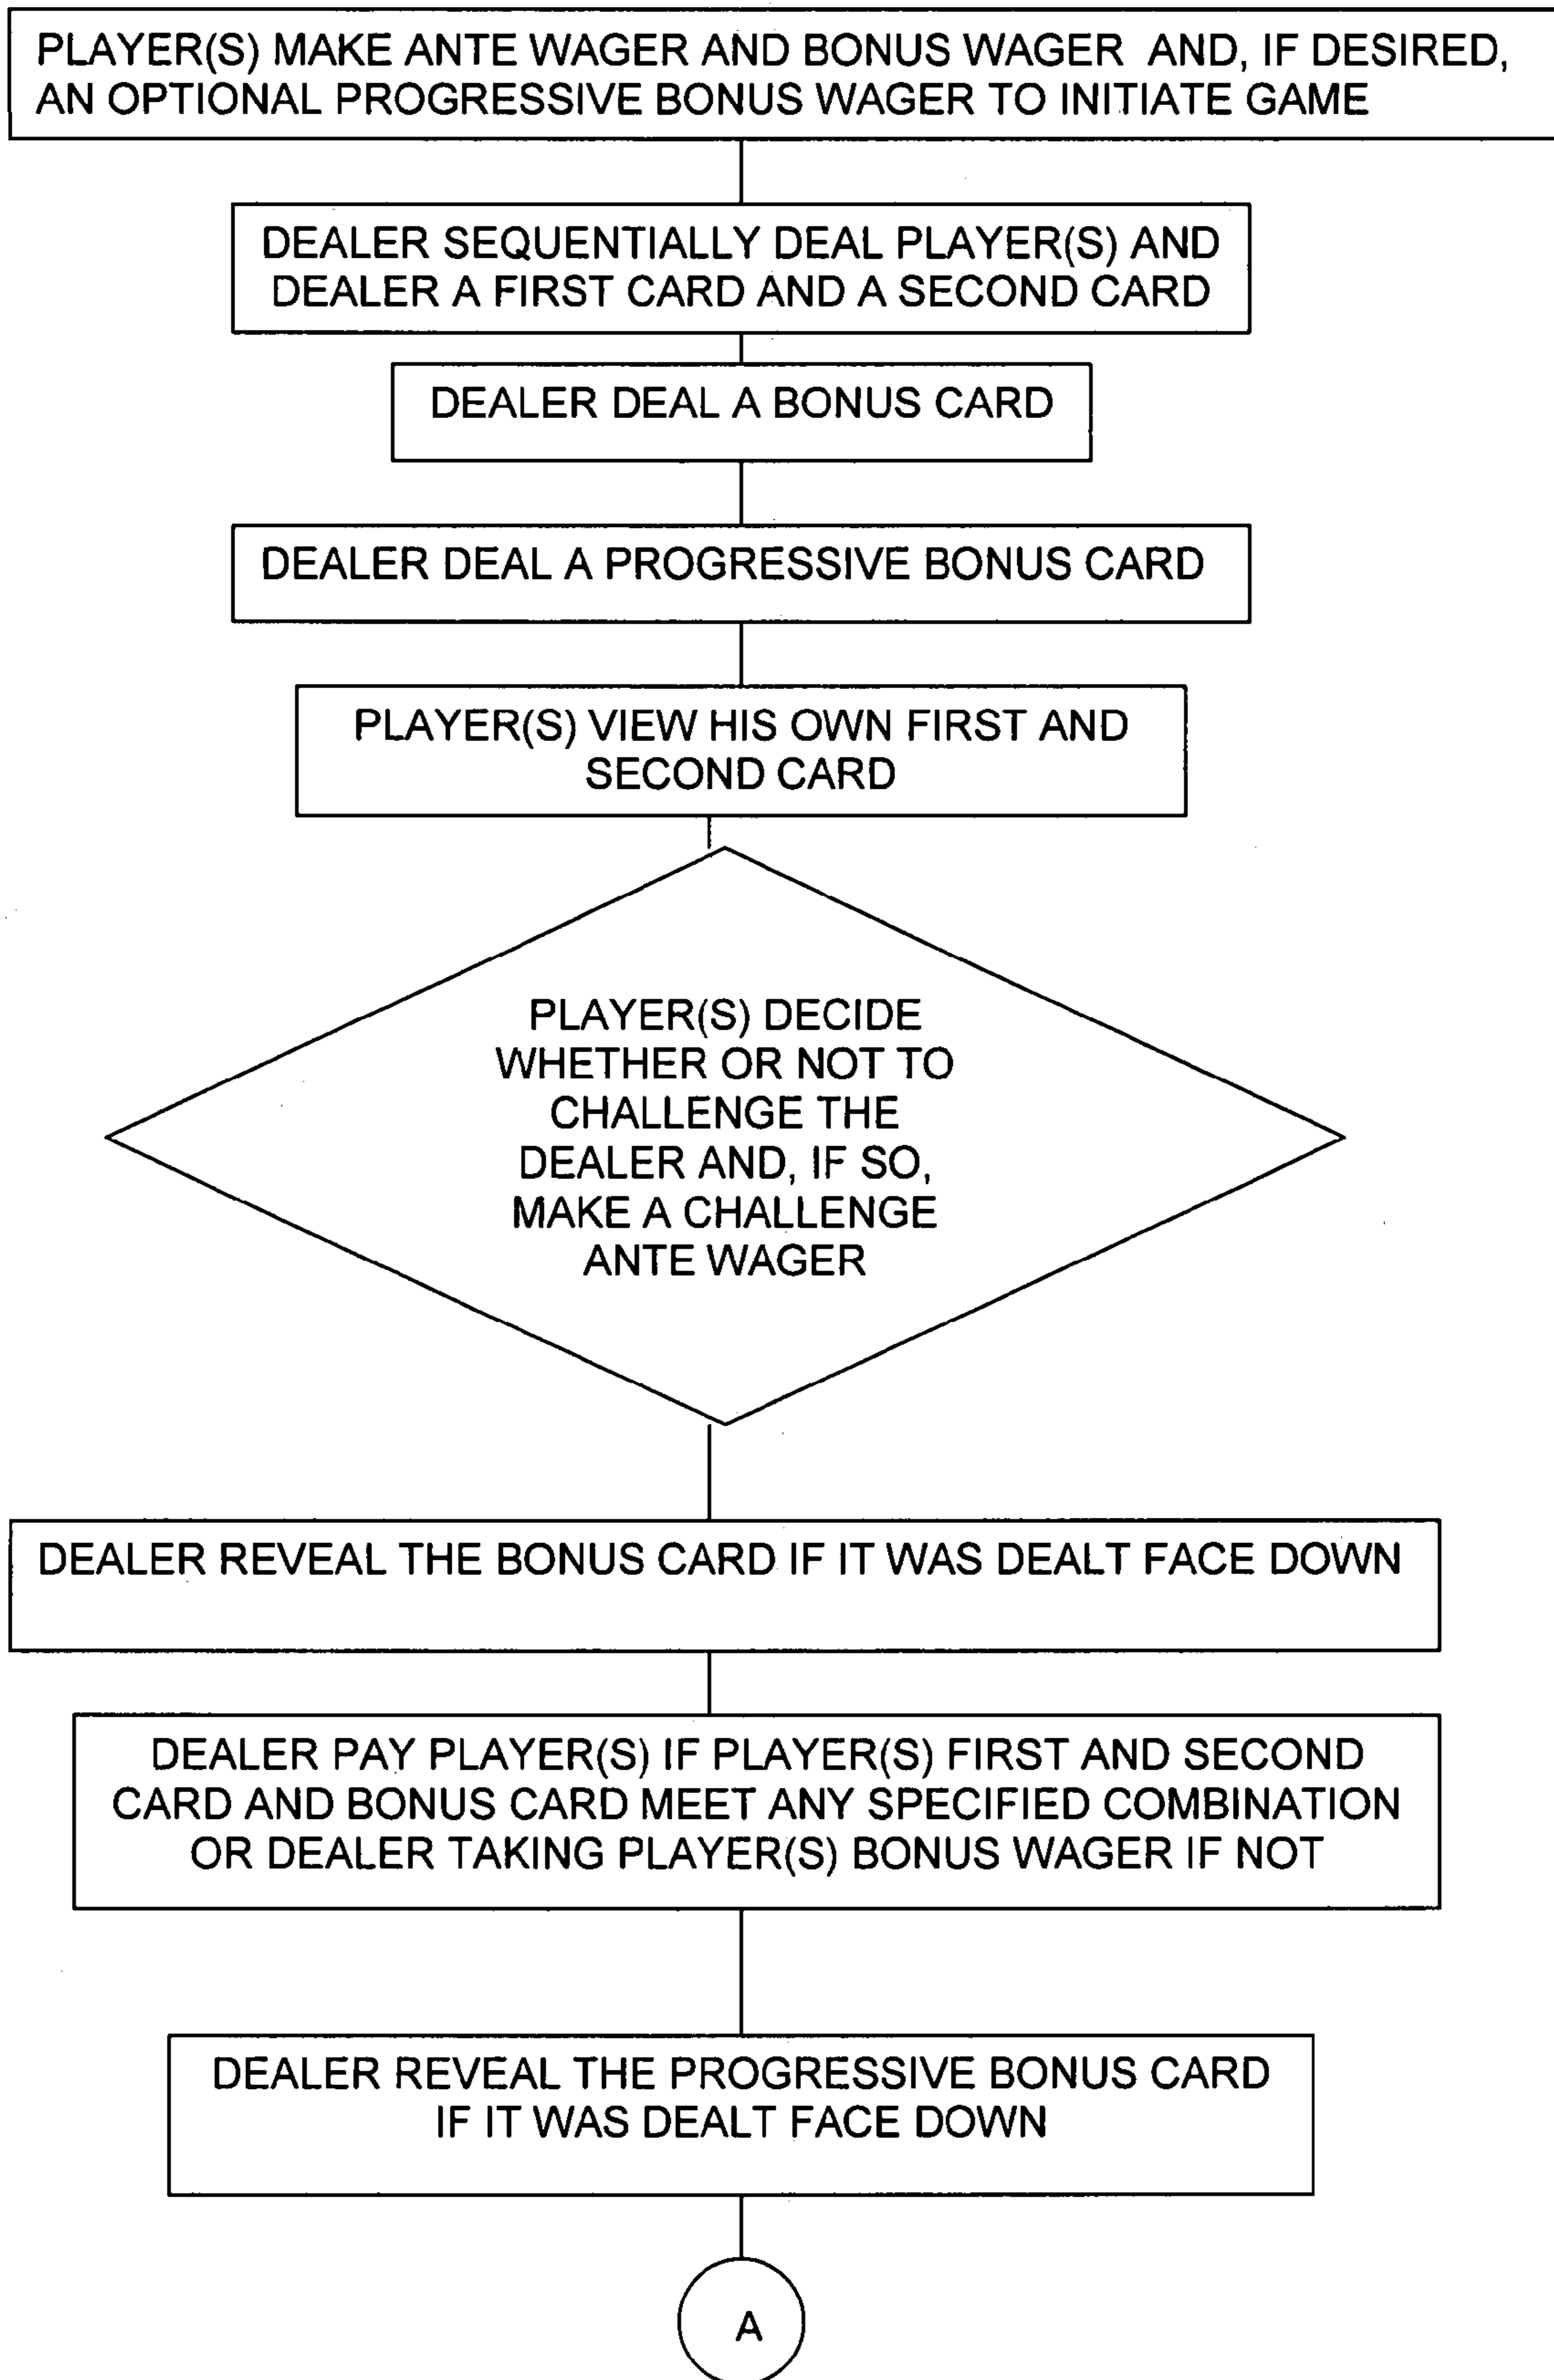 PLAYER(S) MAKE ANTE WAGER AND BONUS WAGER AND, IF DESIRED,
AN OPTIONAL PROGRESSIVE BONUS WAGER TO INITIATE GAME
DEALER SEQUENTIALLY DEAL PLAYER(S) AND
DEALER A FIRST CARD AND A SECOND CARD
DEALER DEAL A BONUS CARD
DEALER DEAL A PROGRESSIVE BONUS CARD
PLAYER(S) VIEW HIS OWN FIRST AND
SECOND CARD
PLAYER(S) DECIDE
WHETHER OR NOT TO
CHALLENGE THE
DEALER AND, IF SO,
MAKE A CHALLENGE
ANTE WAGER
DEALER REVEAL THE BONUS CARD IF IT WAS DEALT FACE DOWN
DEALER PAY PLAYER(S) IF PLAYER(S) FIRST AND SECOND
CARD AND BONUS CARD MEET ANY SPECIFIED COMBINATION
OR DEALER TAKING PLAYER(S) BONUS WAGER IF NOT
DEALER REVEAL THE PROGRESSIVE BONUS CARD
IF IT WAS DEALT FACE DOWN
A